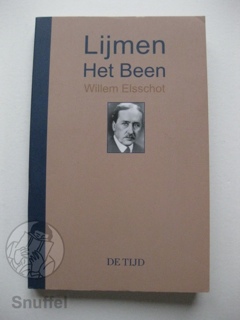 Lijmen
Het Been
Willem Elsschot
DE TIJD
Snuffel